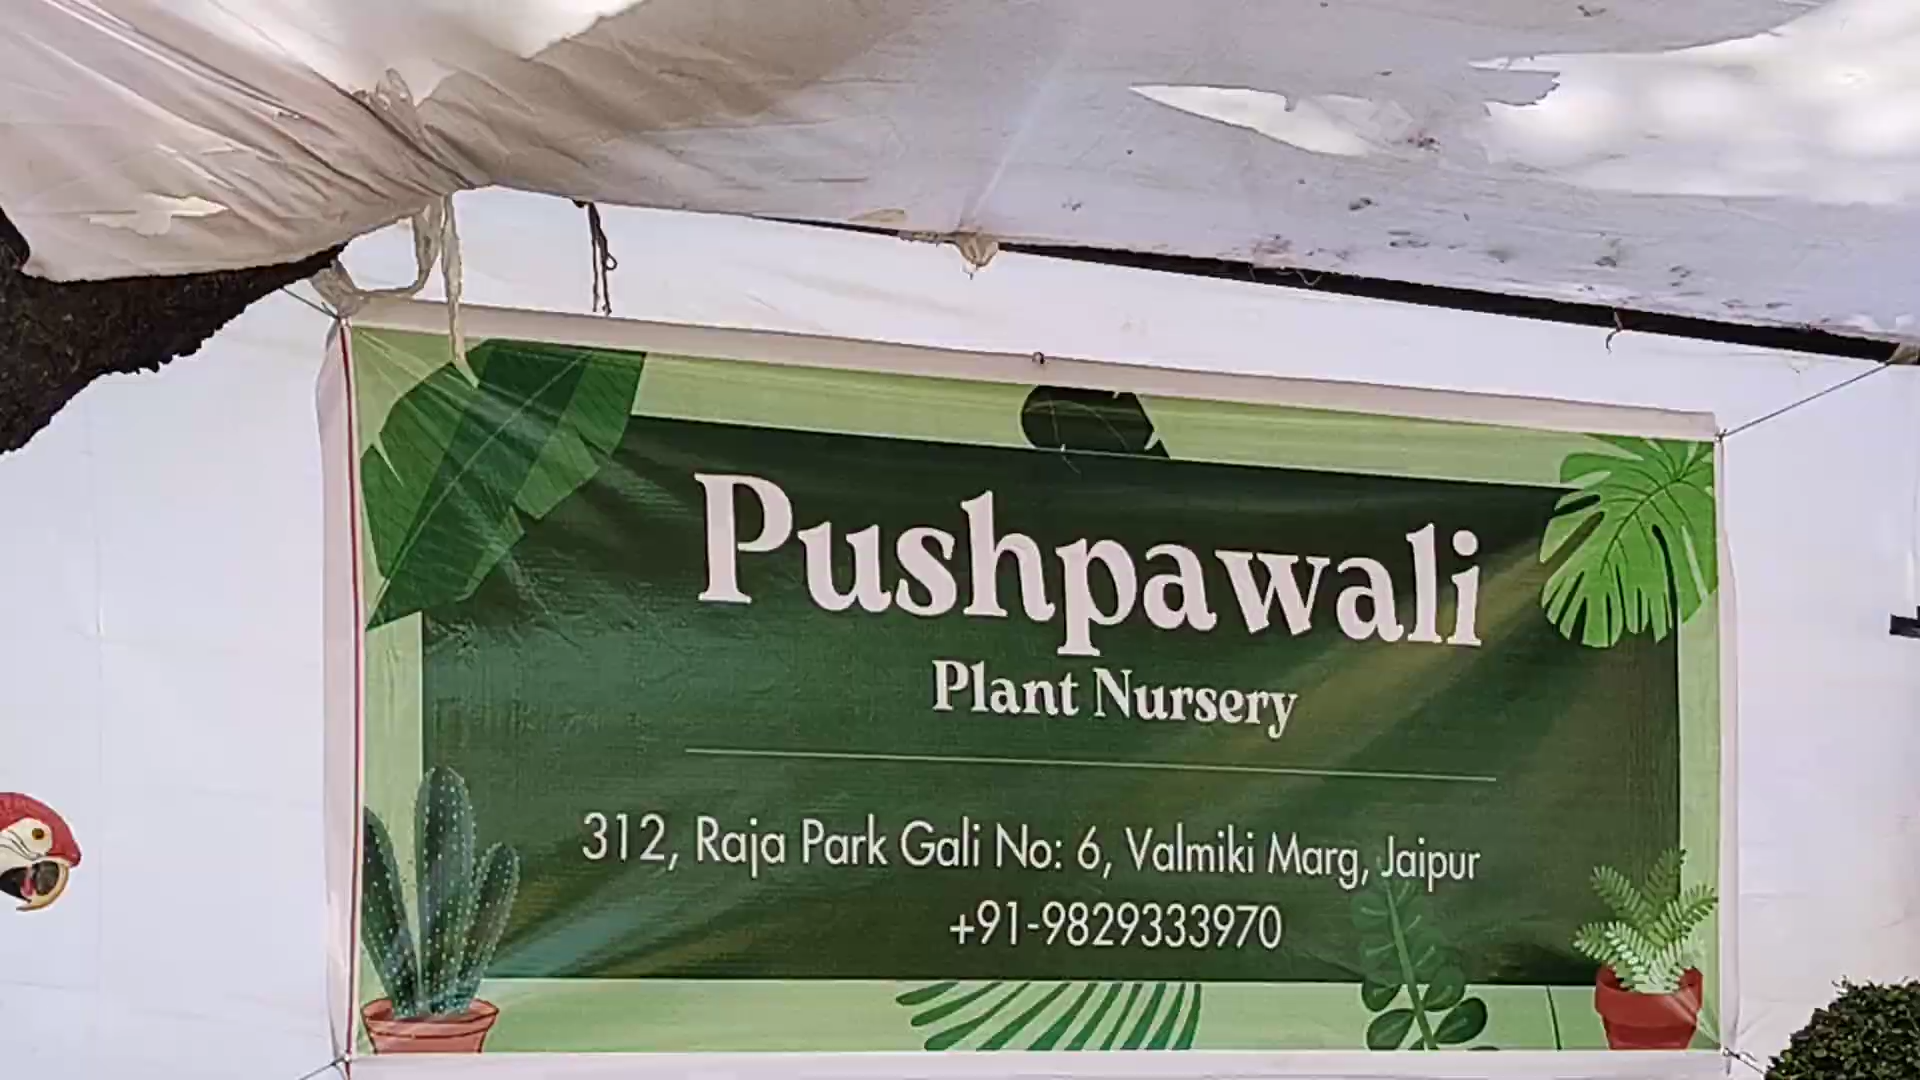 Pushpawali
Plant Nursery
312, Raja Park Gali No: 6, Valmiki Marg, Jaipur
+91-9829333970